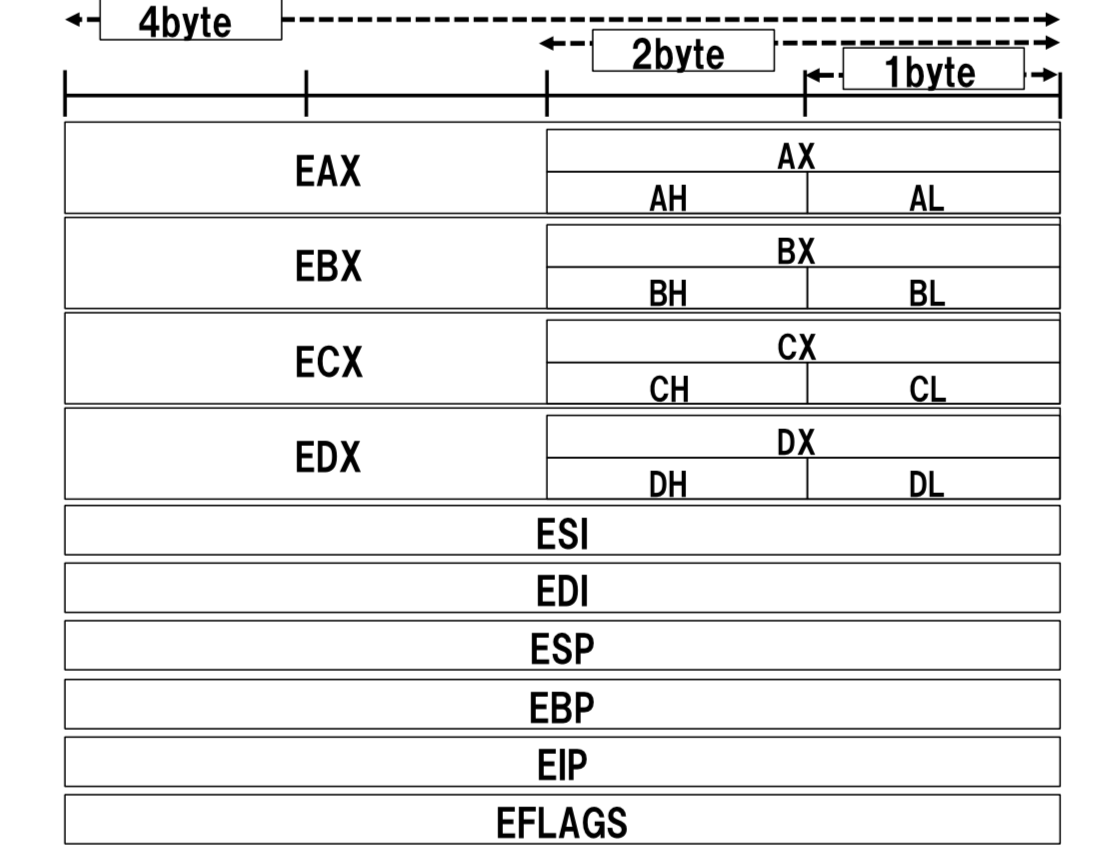 4byte
2byte
1byte
EAX
AX
AH AL
EBX
BX
BH BL
ECX
CX
CH CL
EDX
DX
DH DL
ESI
EDI
ESP
EBP
EIP
EFLAGS